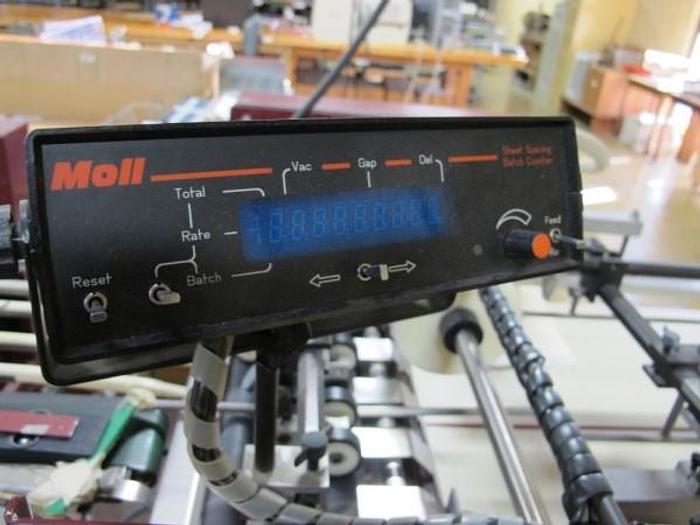 Moll
Vac Gap Del
Sheet Spacing
Batch Counter
Total
Rate
Batch
Reset
Feed